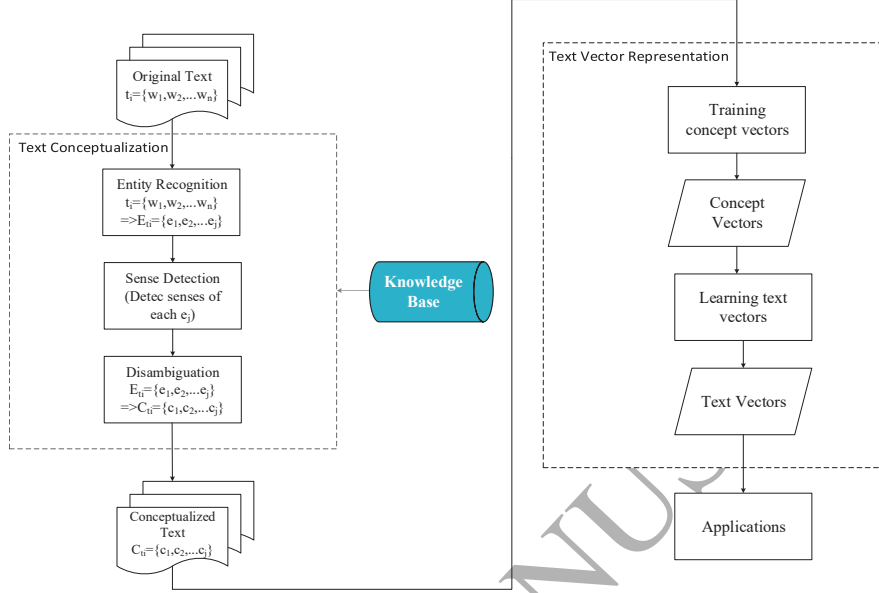 Original Text
tᵢ={w₁,w₂,...wₙ}
Text Conceptualization
Entity Recognition
tᵢ={w₁,w₂,...wₙ}
=>Eₜᵢ={e₁,e₂,...eⱼ}
Sense Detection
(Detec senses of
each eⱼ)
Disambiguation
Eₜᵢ={e₁,e₂,...eⱼ}
=>Cₜᵢ={c₁,c₂,...cⱼ}
Conceptualized
Text
Cₜᵢ={c₁,c₂,...cⱼ}
Knowledge
Base
Text Vector Representation
Training
concept vectors
Concept
Vectors
Learning text
vectors
Text Vectors
Applications